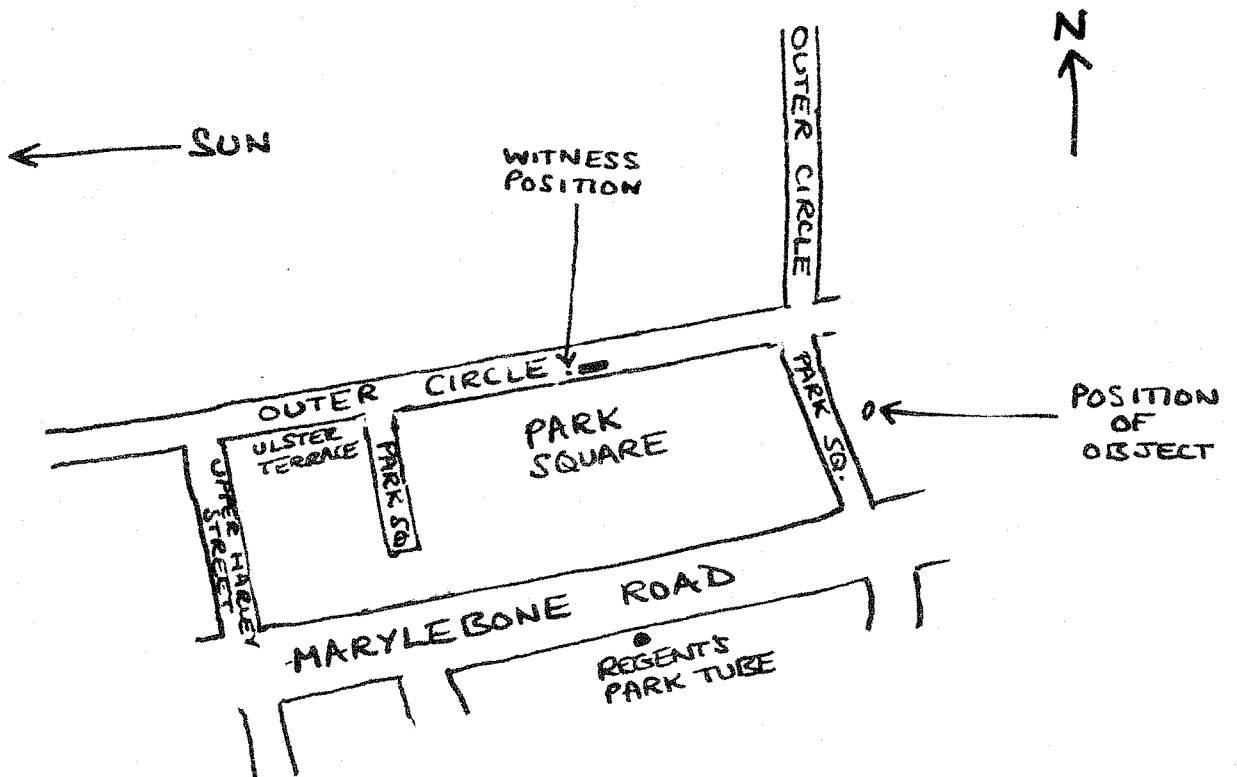 N
OUTER CIRCLE
SUN
WITNESS
POSITION
OUTER CIRCLE
ULSTER
TERRACE
PARK SQ
PARK
SQUARE
PARK SQ.
POSITION
OF
OBJECT
UPPER HARLEY
STREET
MARYLEBONE ROAD
REGENT'S
PARK TUBE